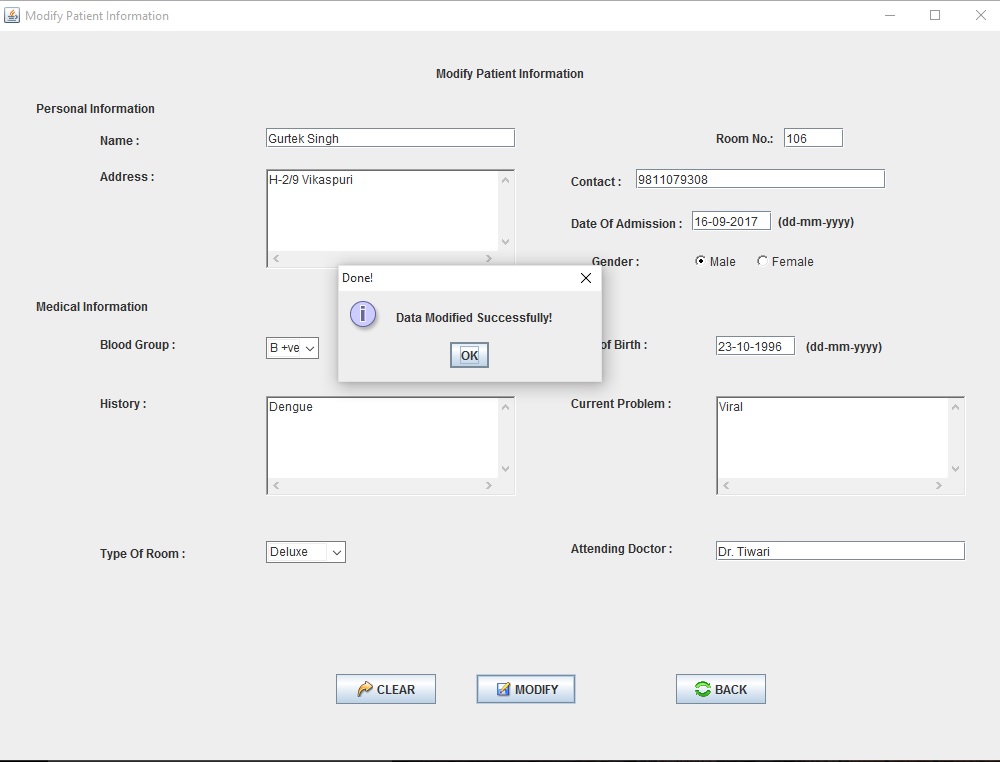 Modify Patient Information
Modify Patient Information
Personal Information
Name :
Gurtek Singh
Room No.:
106
Address :
H-2/9 Vikaspuri
Contact :
9811079308
Date Of Admission :
16-09-2017
(dd-mm-yyyy)
Gender :
Male
Female
Done!
Data Modified Successfully!
OK
Medical Information
Blood Group :
B +ve
of Birth :
23-10-1996
(dd-mm-yyyy)
History :
Dengue
Current Problem :
Viral
Type Of Room :
Deluxe
Attending Doctor :
Dr. Tiwari
CLEAR
MODIFY
BACK